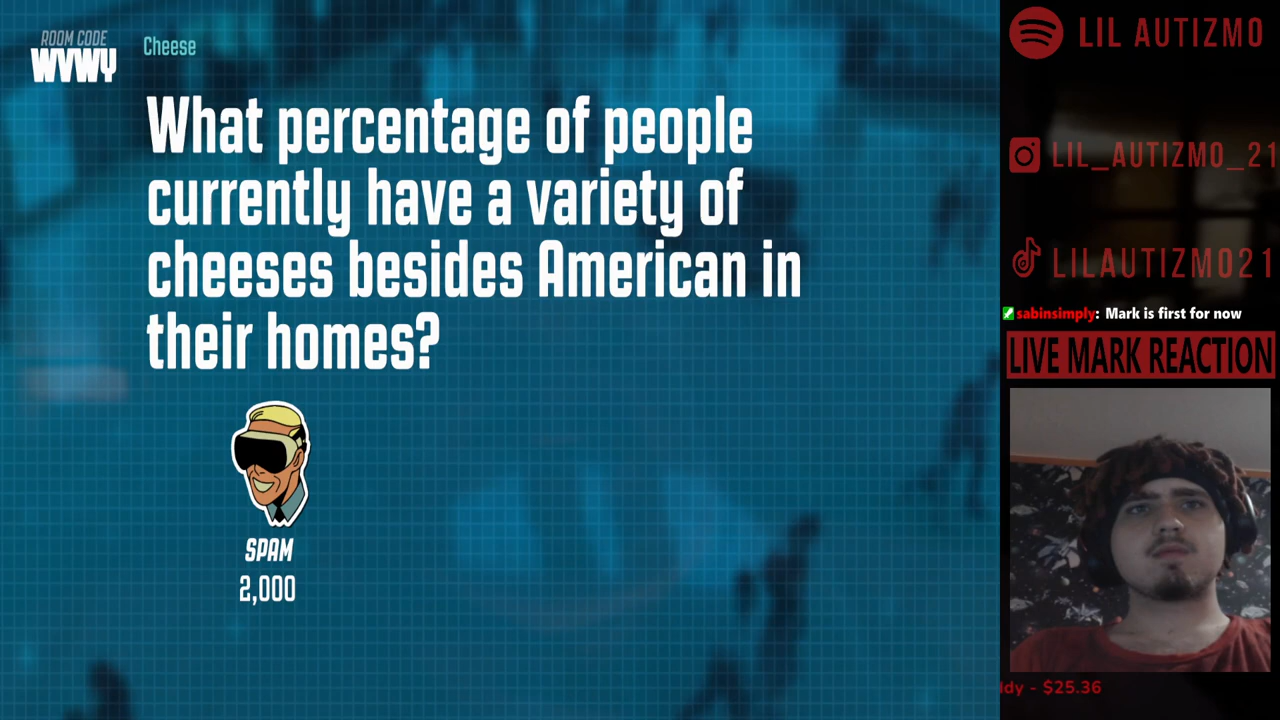 ROOM CODE
WVWY
Cheese
What percentage of people
currently have a variety of
cheeses besides American in
their homes?
SPAM
2,000
LIL AUTIZMO
LIL_AUTIZMO_21
LILAUTIZMO21
sabinsimply: Mark is first for now
LIVE MARK REACTION
ddy - $25.36